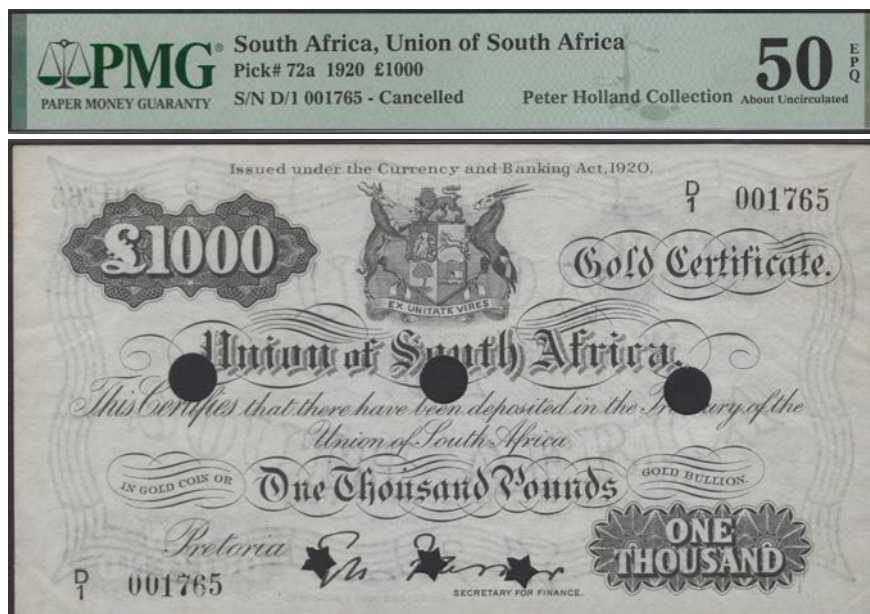 PMG®
PAPER MONEY GUARANTY
South Africa, Union of South Africa
Pick# 72a 1920 £1000
S/N D/1 001765 - Cancelled
Peter Holland Collection
50
About Uncirculated
EPQ
Issued under the Currency and Banking Act, 1920.
D/1 001765
£1000
Gold Certificate.
EX UNITATE VIRES
Union of South Africa.
This Certifies that there have been deposited in the Treasury of the
Union of South Africa
IN GOLD COIN OR
One Thousand Pounds
GOLD BULLION.
Pretoria
ONE
THOUSAND
SECRETARY FOR FINANCE.
D/1 001765